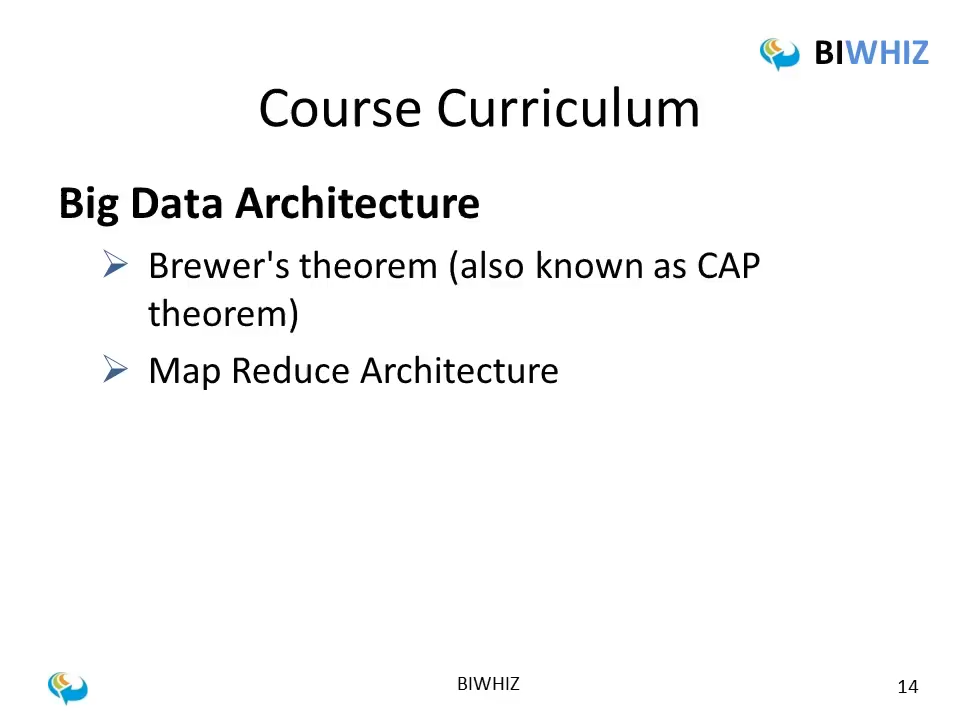 BIWHIZ
Course Curriculum
Big Data Architecture
Brewer's theorem (also known as CAP
theorem)
Map Reduce Architecture
BIWHIZ
14